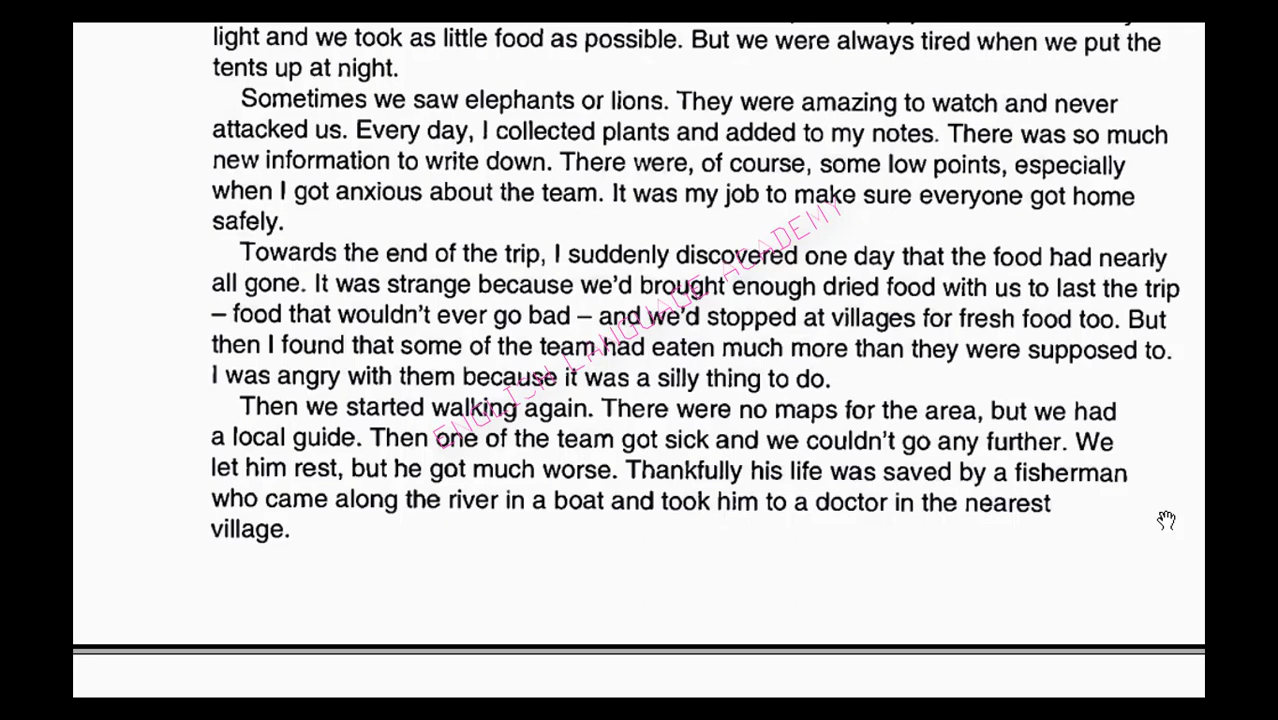 light and we took as little food as possible. But we were always tired when we put the
tents up at night.
Sometimes we saw elephants or lions. They were amazing to watch and never
attacked us. Every day, I collected plants and added to my notes. There was so much
new information to write down. There were, of course, some low points, especially
when I got anxious about the team. It was my job to make sure everyone got home
safely.
Towards the end of the trip, I suddenly discovered one day that the food had nearly
all gone. It was strange because we'd brought enough dried food with us to last the trip
– food that wouldn't ever go bad – and we'd stopped at villages for fresh food too. But
then I found that some of the team had eaten much more than they were supposed to.
I was angry with them because it was a silly thing to do.
Then we started walking again. There were no maps for the area, but we had
a local guide. Then one of the team got sick and we couldn't go any further. We
let him rest, but he got much worse. Thankfully his life was saved by a fisherman
who came along the river in a boat and took him to a doctor in the nearest
village.
ENGLISH LANGUAGE ACADEMY